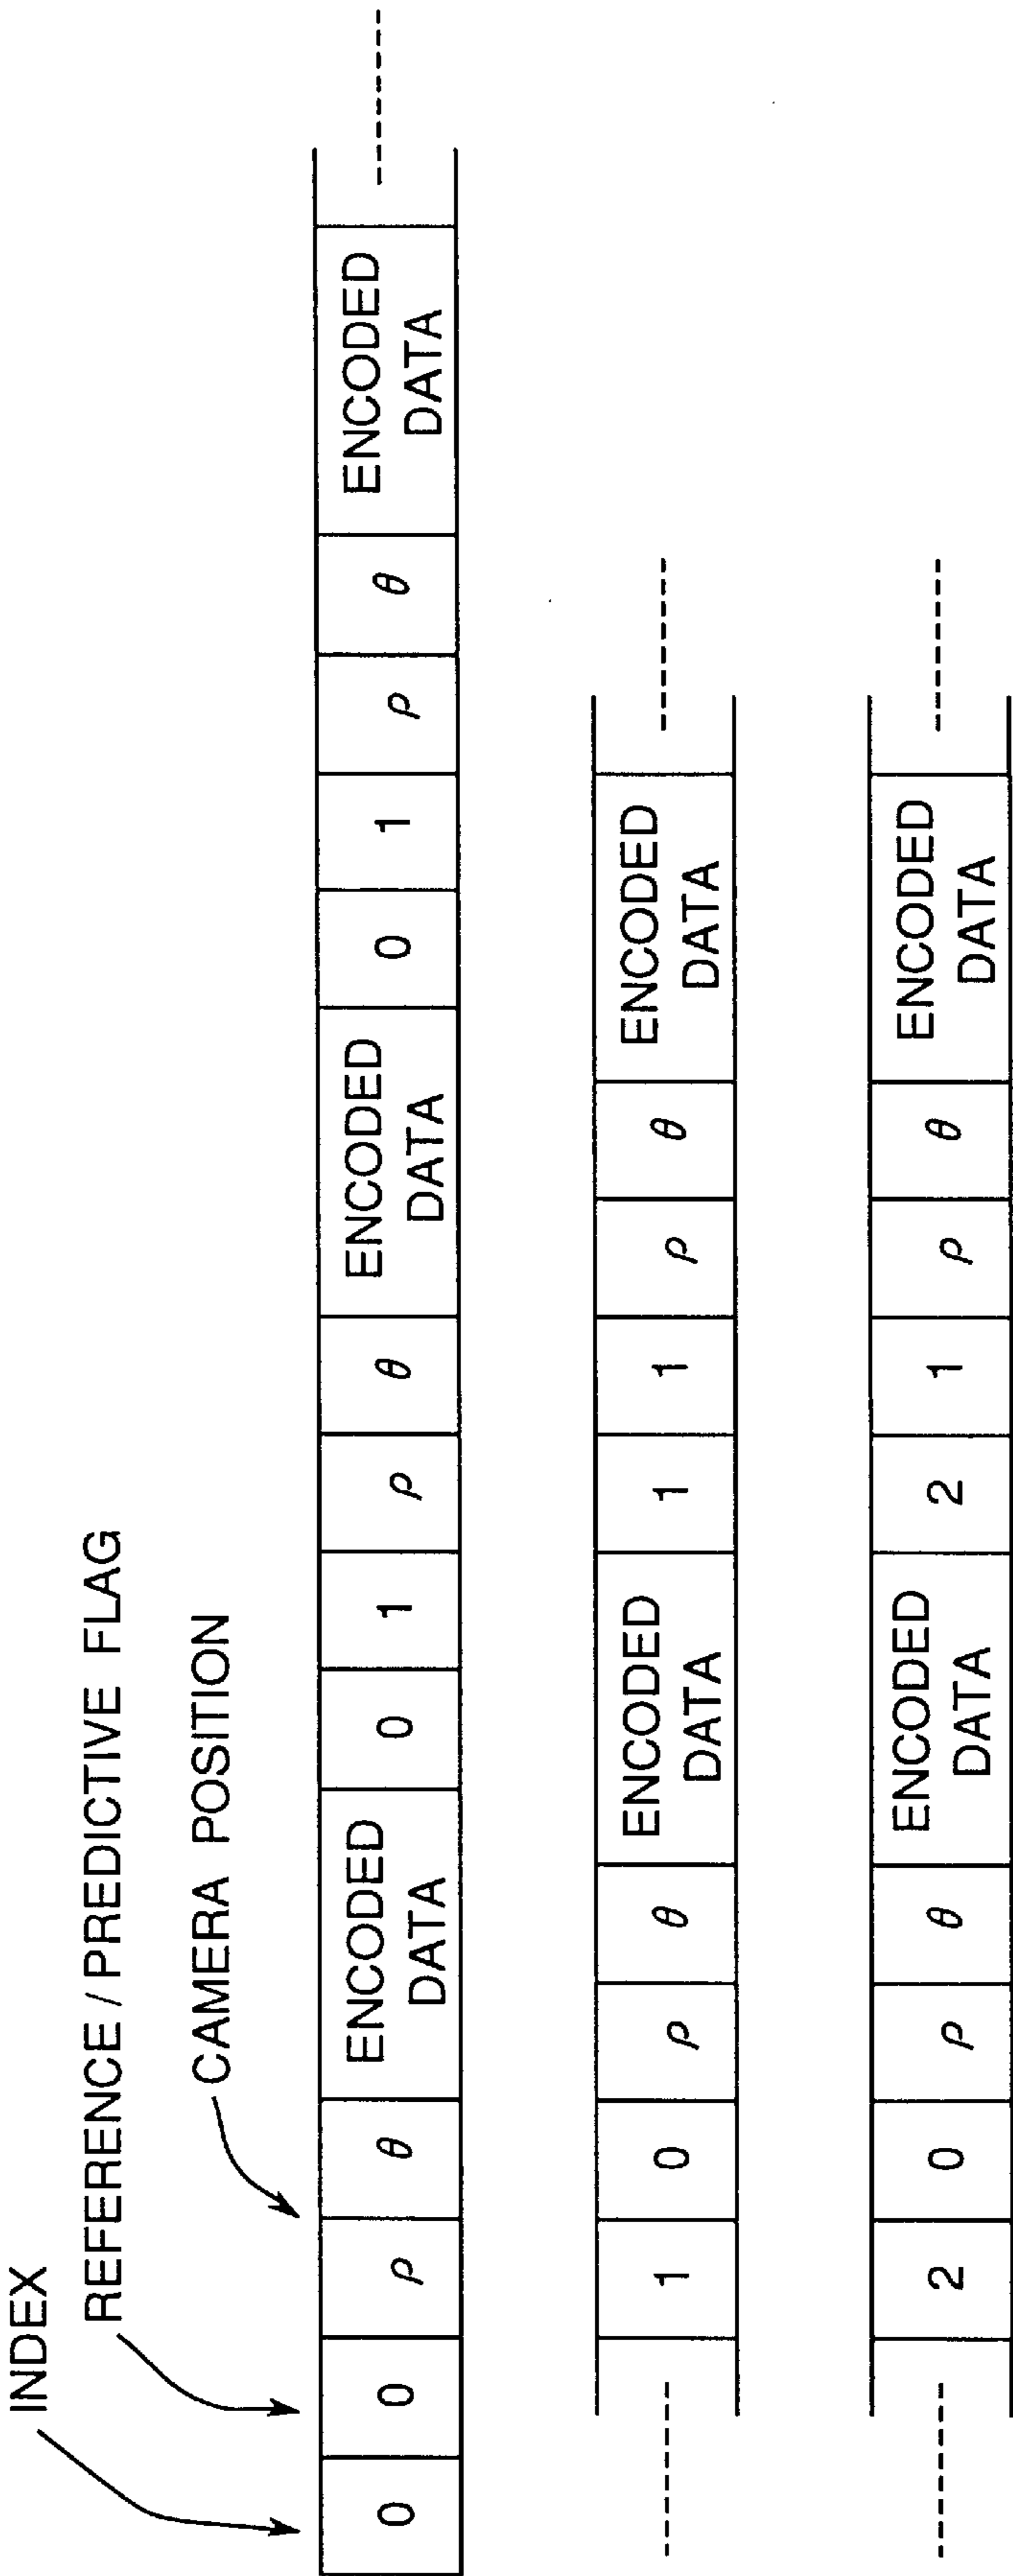 INDEX
REFERENCE / PREDICTIVE FLAG
CAMERA POSITION
0 0 ρ θ ENCODED DATA 0 1 ρ θ ENCODED DATA 0 1 ρ θ ENCODED DATA
1 0 ρ θ ENCODED DATA 1 1 ρ θ ENCODED DATA
2 0 ρ θ ENCODED DATA 2 1 ρ θ ENCODED DATA